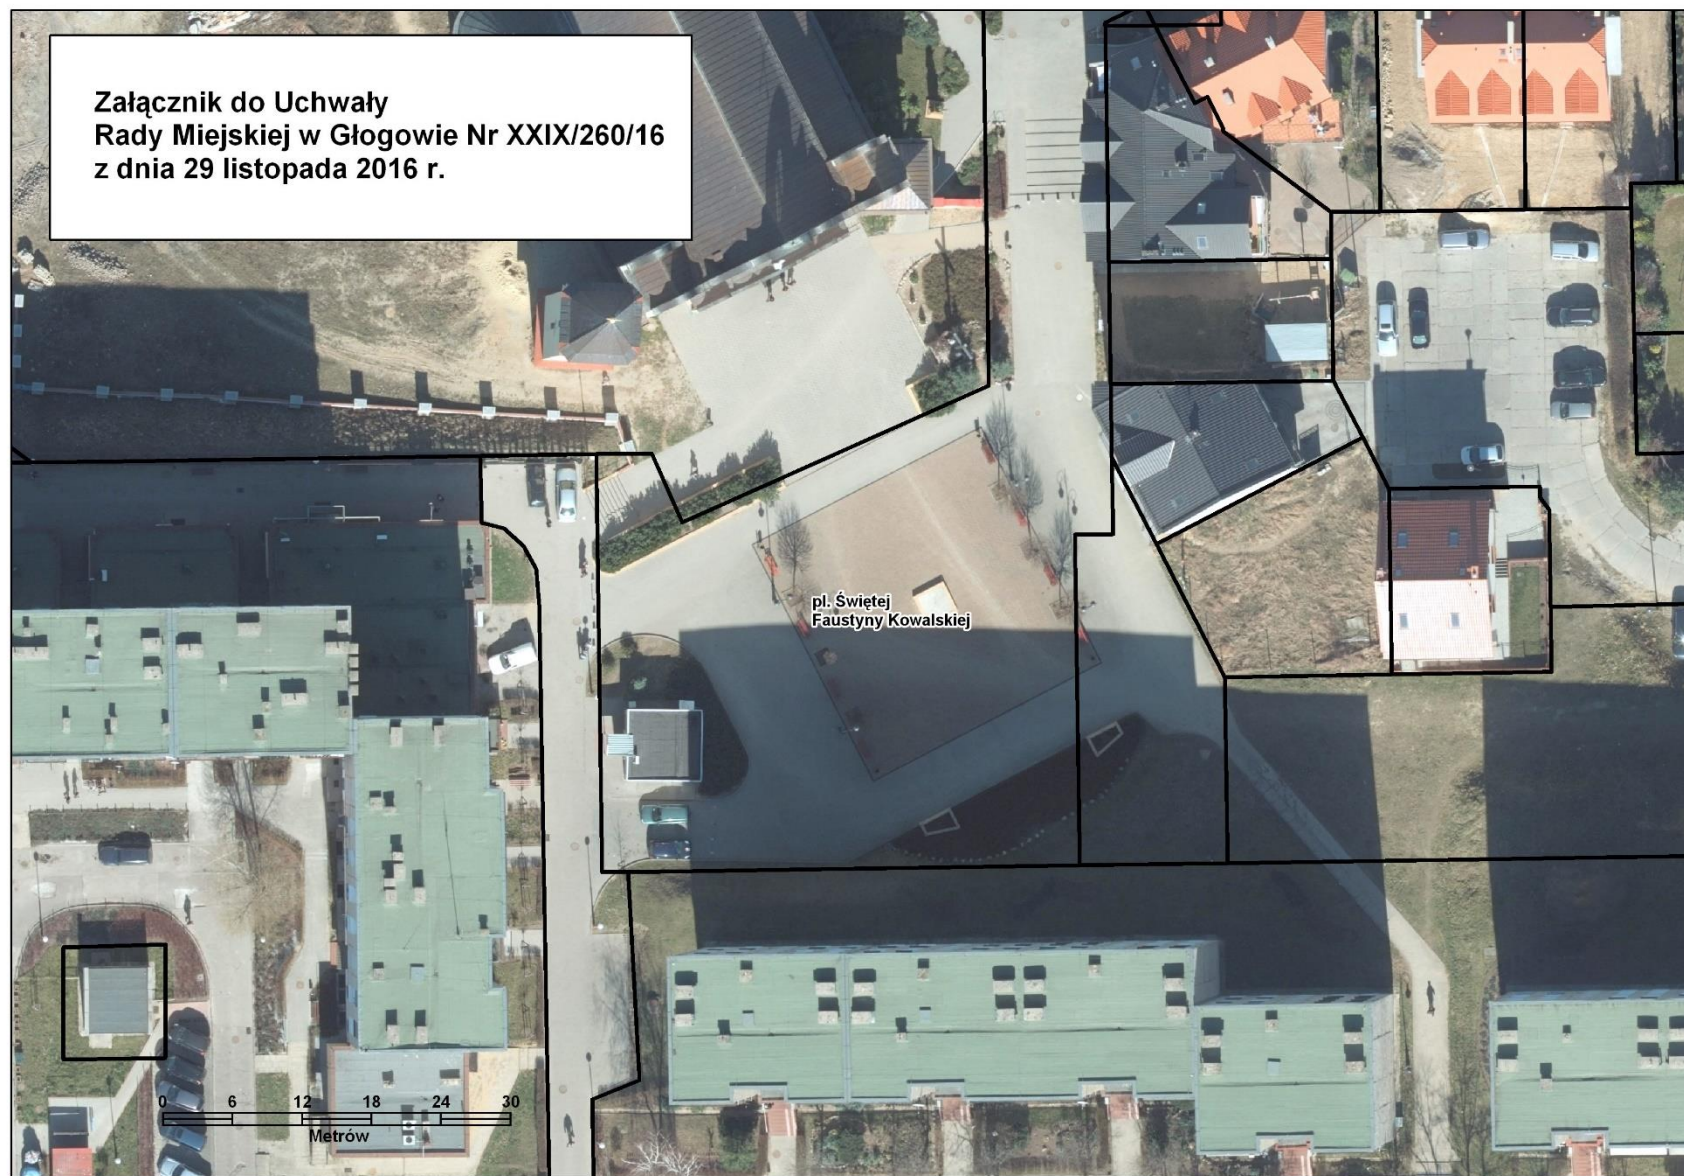 Załącznik do Uchwały
Rady Miejskiej w Głogowie Nr XXIX/260/16
z dnia 29 listopada 2016 r.
pl. Świętej
Faustyny Kowalskiej
0 6 12 18 24 30
Metrów